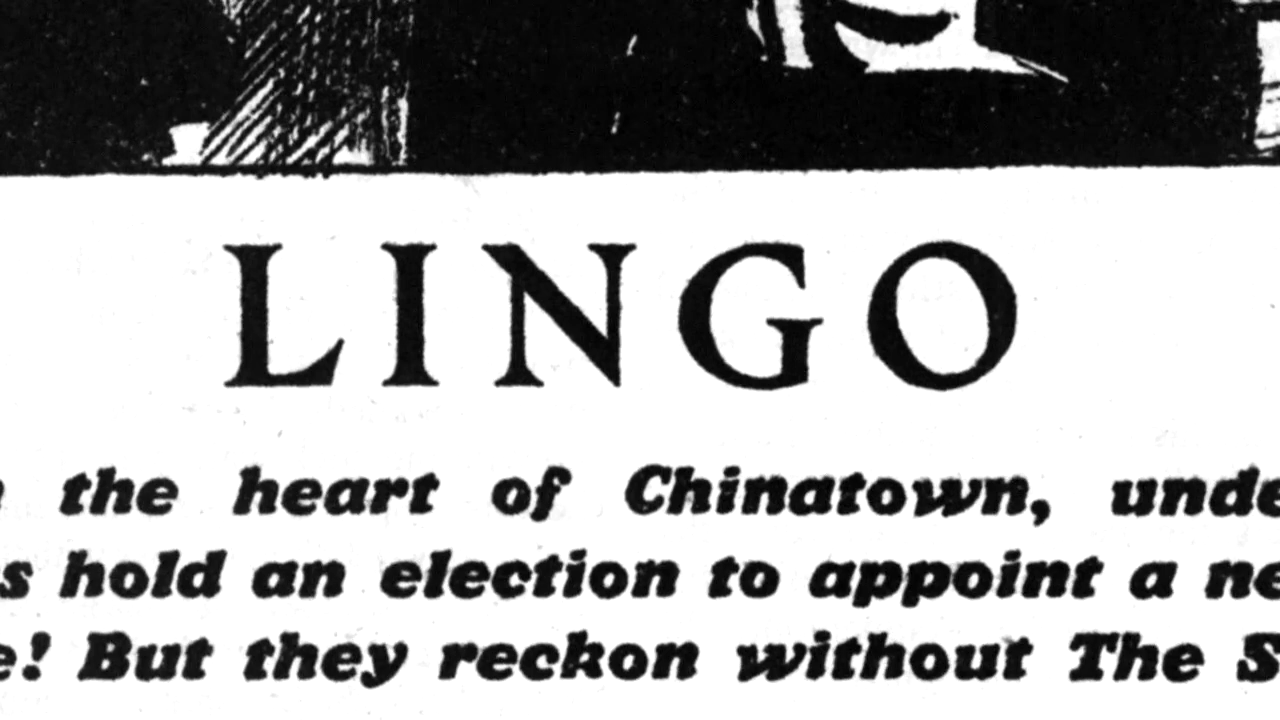 LINGO
the heart of Chinatown,
hold an election to appoint a
But they reckon without The